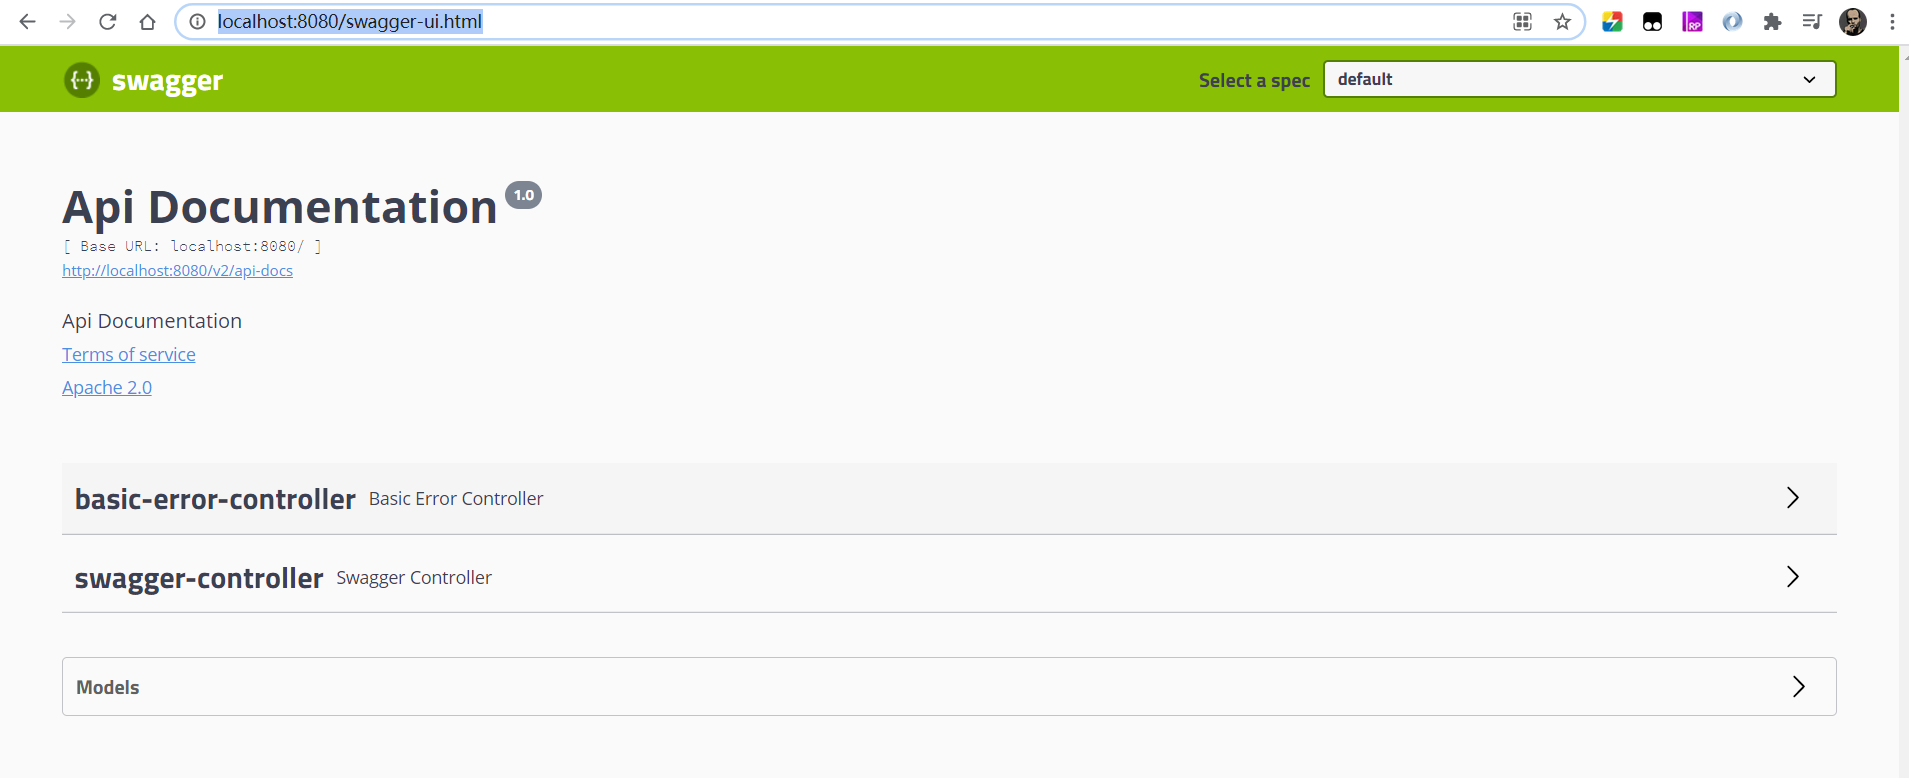 localhost:8080/swagger-ui.html
RP
{···} swagger
Select a spec default
Api Documentation 1.0
[ Base URL: localhost:8080/ ]
http://localhost:8080/v2/api-docs
Api Documentation
Terms of service
Apache 2.0
basic-error-controller Basic Error Controller
swagger-controller Swagger Controller
Models